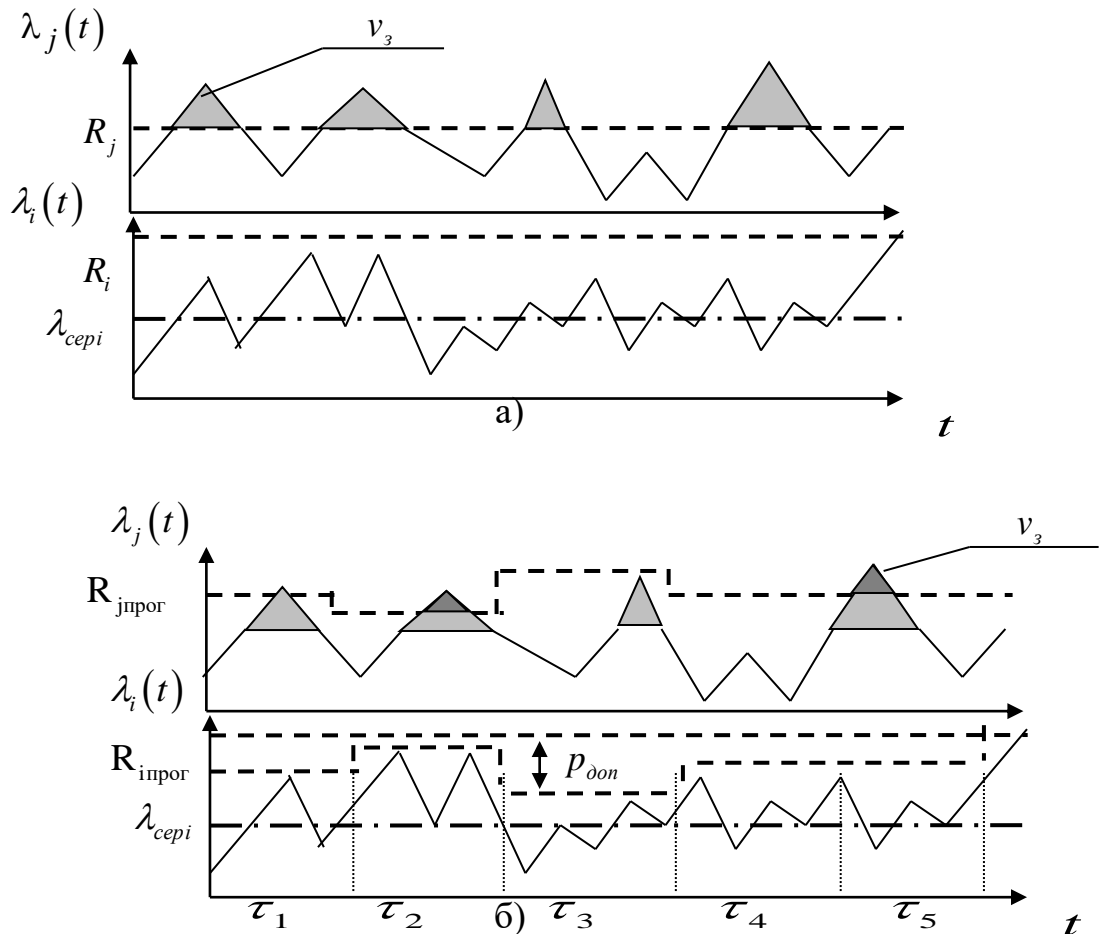 λ_j(t)
v_з
R_j
λ_i(t)
R_i
λ_серi
а)
t
λ_j(t)
v_з
R_jпрог
λ_i(t)
R_iпрог
p_доп
λ_серi
τ_1 τ_2 б) τ_3 τ_4 τ_5
t